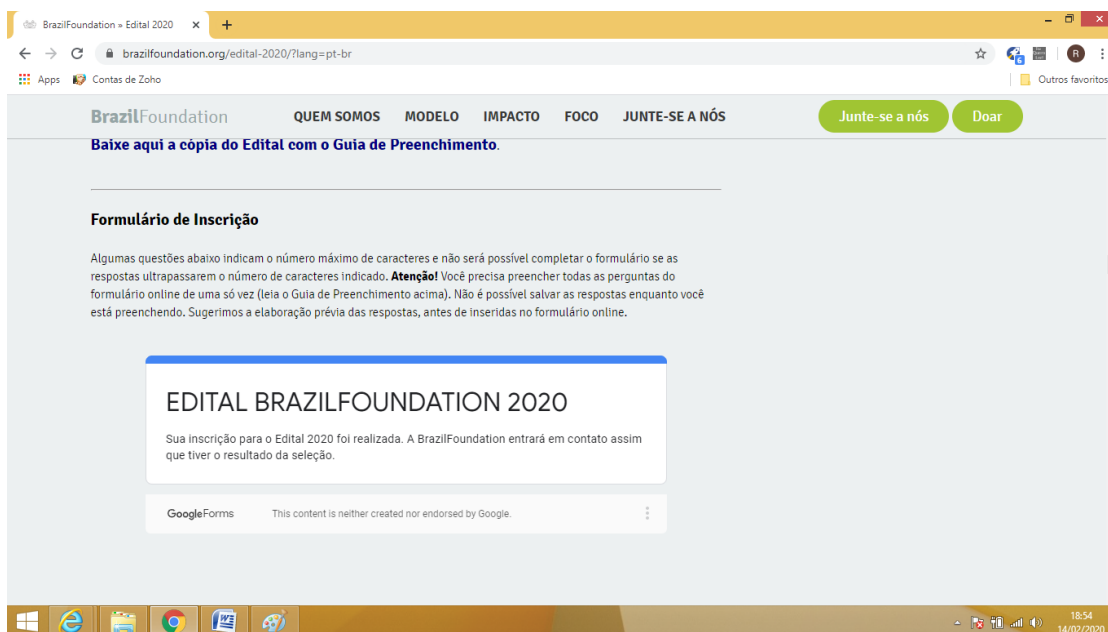 BrazilFoundation » Edital 2020
brazilfoundation.org/edital-2020/?lang=pt-br
R
6
Apps Contas de Zoho Outros favoritos
BrazilFoundation QUEM SOMOS MODELO IMPACTO FOCO JUNTE-SE A NÓS Junte-se a nós Doar
Baixe aqui a cópia do Edital com o Guia de Preenchimento.
Formulário de Inscrição
Algumas questões abaixo indicam o número máximo de caracteres e não será possível completar o formulário se as
respostas ultrapassarem o número de caracteres indicado. Atenção! Você precisa preencher todas as perguntas do
formulário online de uma só vez (leia o Guia de Preenchimento acima). Não é possível salvar as respostas enquanto você
está preenchendo. Sugerimos a elaboração prévia das respostas, antes de inseridas no formulário online.
EDITAL BRAZILFOUNDATION 2020
Sua inscrição para o Edital 2020 foi realizada. A BrazilFoundation entrará em contato assim
que tiver o resultado da seleção.
GoogleForms This content is neither created nor endorsed by Google.
18:54
14/02/2020